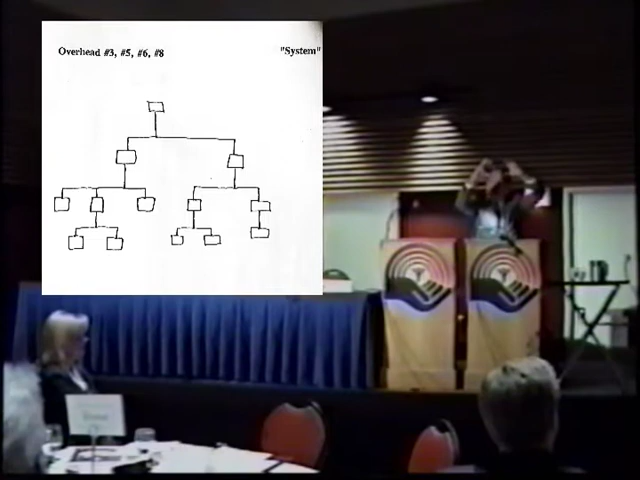 Overhead #3, #5, #6, #8
"System"